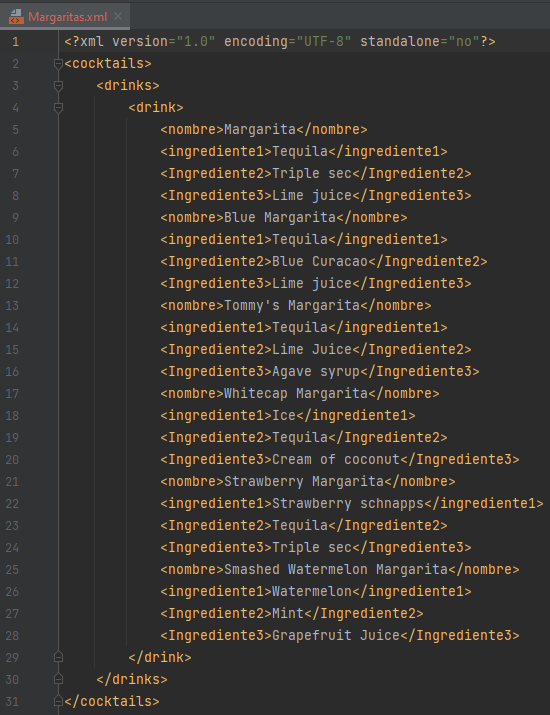 Margaritas.xml
1 <?xml version="1.0" encoding="UTF-8" standalone="no"?>
2 <cocktails>
3 <drinks>
4 <drink>
5 <nombre>Margarita</nombre>
6 <ingrediente1>Tequila</ingrediente1>
7 <Ingrediente2>Triple sec</Ingrediente2>
8 <Ingrediente3>Lime juice</Ingrediente3>
9 <nombre>Blue Margarita</nombre>
10 <ingrediente1>Tequila</ingrediente1>
11 <Ingrediente2>Blue Curacao</Ingrediente2>
12 <Ingrediente3>Lime juice</Ingrediente3>
13 <nombre>Tommy's Margarita</nombre>
14 <ingrediente1>Tequila</ingrediente1>
15 <Ingrediente2>Lime Juice</Ingrediente2>
16 <Ingrediente3>Agave syrup</Ingrediente3>
17 <nombre>Whitecap Margarita</nombre>
18 <ingrediente1>Ice</ingrediente1>
19 <Ingrediente2>Tequila</Ingrediente2>
20 <Ingrediente3>Cream of coconut</Ingrediente3>
21 <nombre>Strawberry Margarita</nombre>
22 <ingrediente1>Strawberry schnapps</ingrediente1>
23 <Ingrediente2>Tequila</Ingrediente2>
24 <Ingrediente3>Triple sec</Ingrediente3>
25 <nombre>Smashed Watermelon Margarita</nombre>
26 <ingrediente1>Watermelon</ingrediente1>
27 <Ingrediente2>Mint</Ingrediente2>
28 <Ingrediente3>Grapefruit Juice</Ingrediente3>
29 </drink>
30 </drinks>
31 </cocktails>